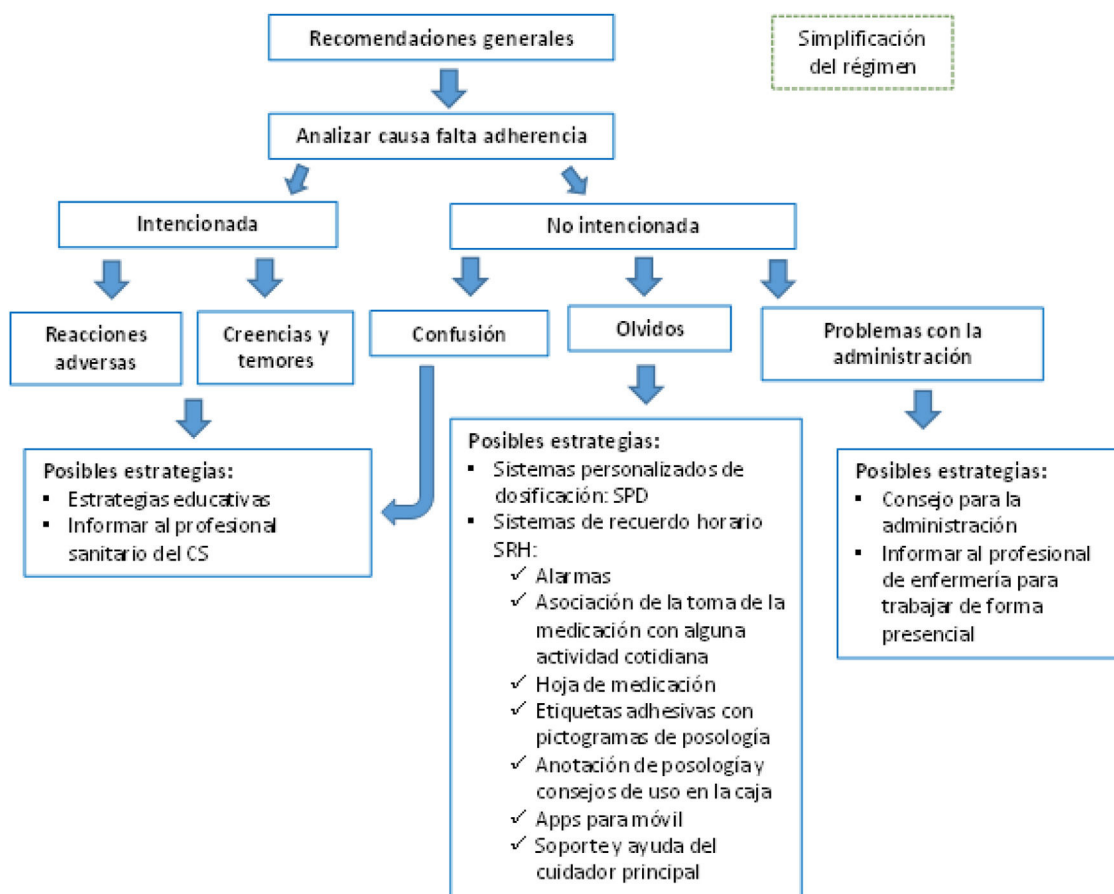 Recomendaciones generales
Simplificación
del régimen
Analizar causa falta adherencia
Intencionada
No intencionada
Reacciones
adversas
Creencias y
temores
Confusión
Olvidos
Problemas con la
administración
Posibles estrategias:
▪ Estrategias educativas
▪ Informar al profesional
sanitario del CS
Posibles estrategias:
▪ Sistemas personalizados de
dosificación: SPD
▪ Sistemas de recuerdo horario
SRH:
✓ Alarmas
✓ Asociación de la toma de la
medicación con alguna
actividad cotidiana
✓ Hoja de medicación
✓ Etiquetas adhesivas con
pictogramas de posología
✓ Anotación de posología y
consejos de uso en la caja
✓ Apps para móvil
✓ Soporte y ayuda del
cuidador principal
Posibles estrategias:
▪ Consejo para la
administración
▪ Informar al profesional
de enfermería para
trabajar de forma
presencial